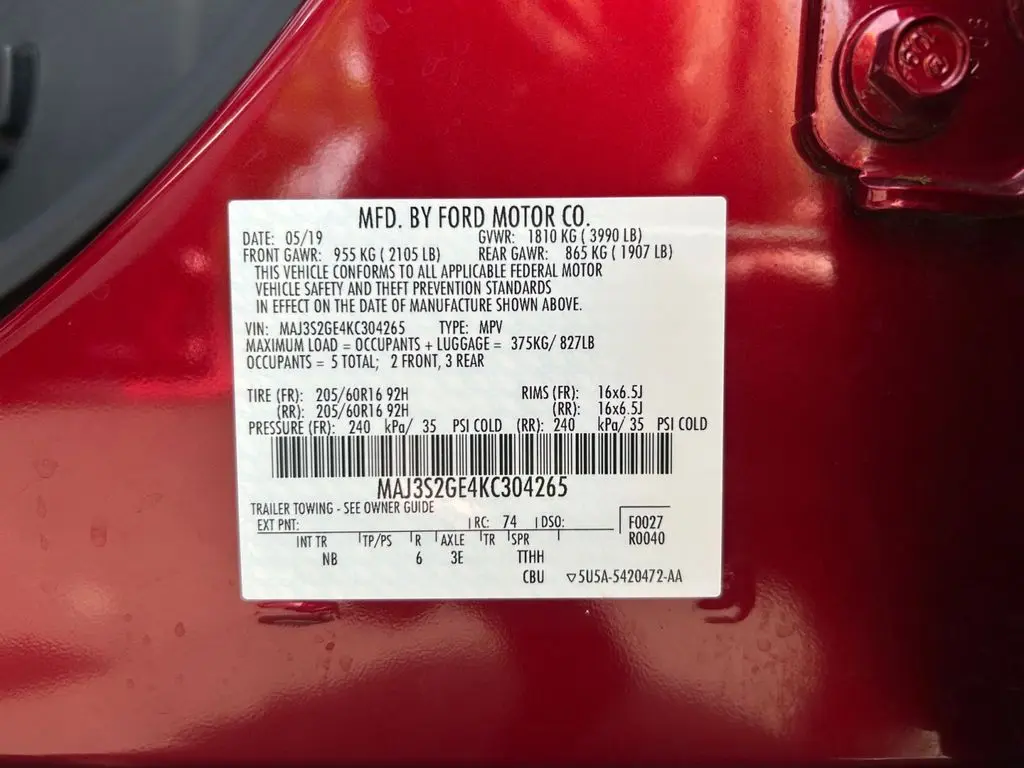 MFD. BY FORD MOTOR CO.
DATE: 05/19 GVWR: 1810 KG ( 3990 LB)
FRONT GAWR: 955 KG ( 2105 LB) REAR GAWR: 865 KG ( 1907 LB)
THIS VEHICLE CONFORMS TO ALL APPLICABLE FEDERAL MOTOR
VEHICLE SAFETY AND THEFT PREVENTION STANDARDS
IN EFFECT ON THE DATE OF MANUFACTURE SHOWN ABOVE.
VIN: MAJ3S2GE4KC304265 TYPE: MPV
MAXIMUM LOAD = OCCUPANTS + LUGGAGE = 375KG/ 827LB
OCCUPANTS = 5 TOTAL; 2 FRONT, 3 REAR
TIRE (FR): 205/60R16 92H RIMS (FR): 16x6.5J
(RR): 205/60R16 92H (RR): 16x6.5J
PRESSURE (FR): 240 kPa/ 35 PSI COLD (RR): 240 kPa/ 35 PSI COLD
MAJ3S2GE4KC304265
TRAILER TOWING - SEE OWNER GUIDE
EXT PNT: RC: 74 DSO: F0027
R0040
INT TR TP/PS R AXLE TR SPR
NB 6 3E TTHH
CBU ▽5U5A-5420472-AA